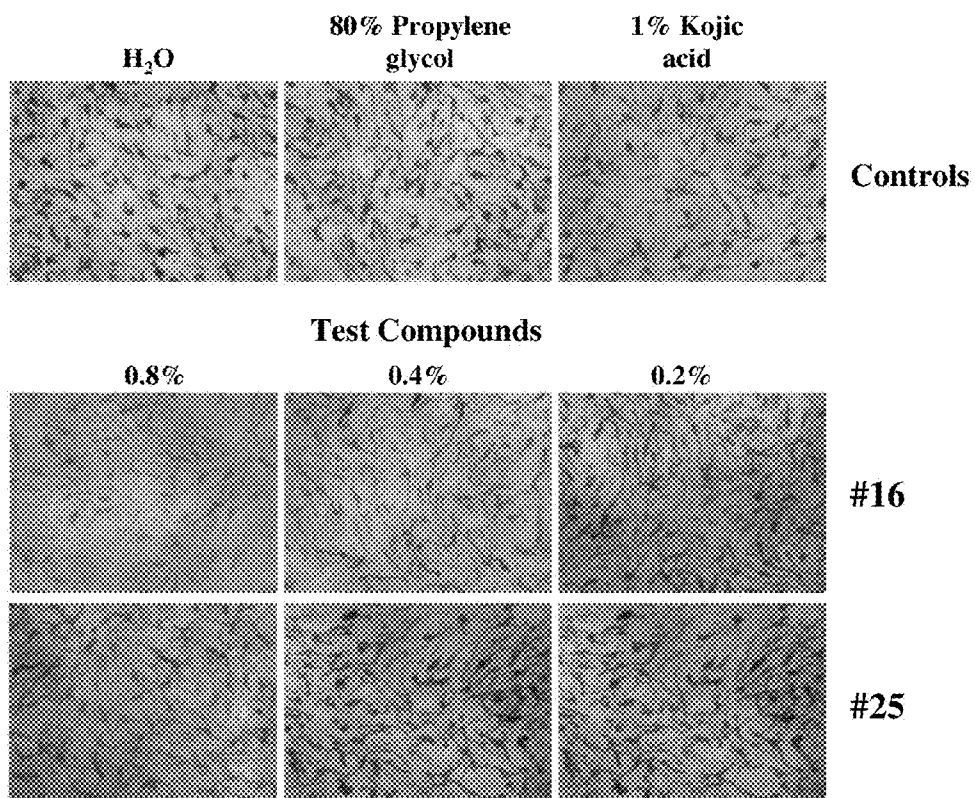 H₂O
80% Propylene
glycol
1% Kojic
acid
Controls
Test Compounds
0.8%
0.4%
0.2%
#16
#25